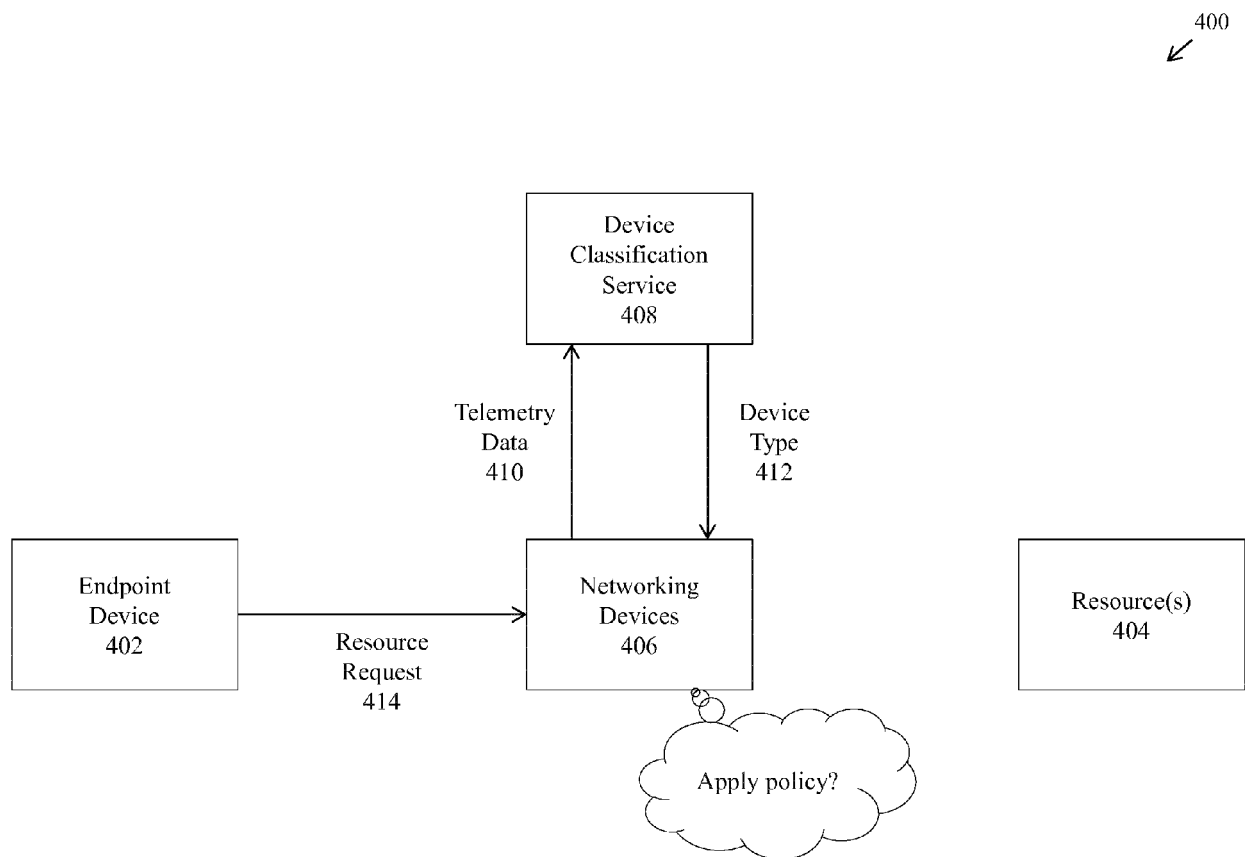 400
Device
Classification
Service
408
Telemetry
Data
410
Device
Type
412
Endpoint
Device
402
Resource
Request
414
Networking
Devices
406
Resource(s)
404
Apply policy?